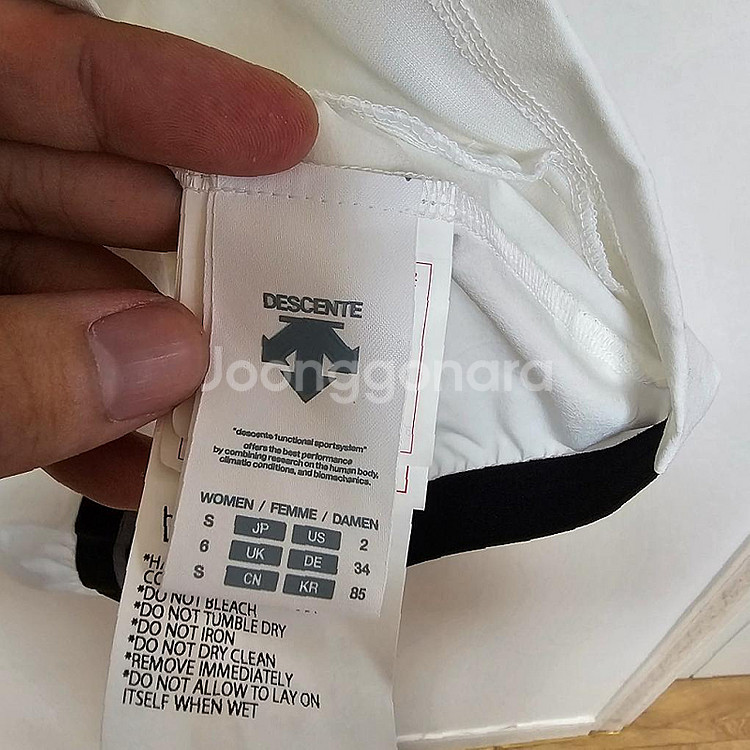 DESCENTE
Joonggonara
"descente functional sportsystem"
offers the best performance
by combining research on the human body,
climatic conditions, and biomechanics.
WOMEN / FEMME / DAMEN
S JP US 2
6 UK DE 34
S CN KR 85
*DO NOT BLEACH
*DO NOT TUMBLE DRY
*DO NOT IRON
*DO NOT DRY CLEAN
*REMOVE IMMEDIATELY
*DO NOT ALLOW TO LAY ON
ITSELF WHEN WET